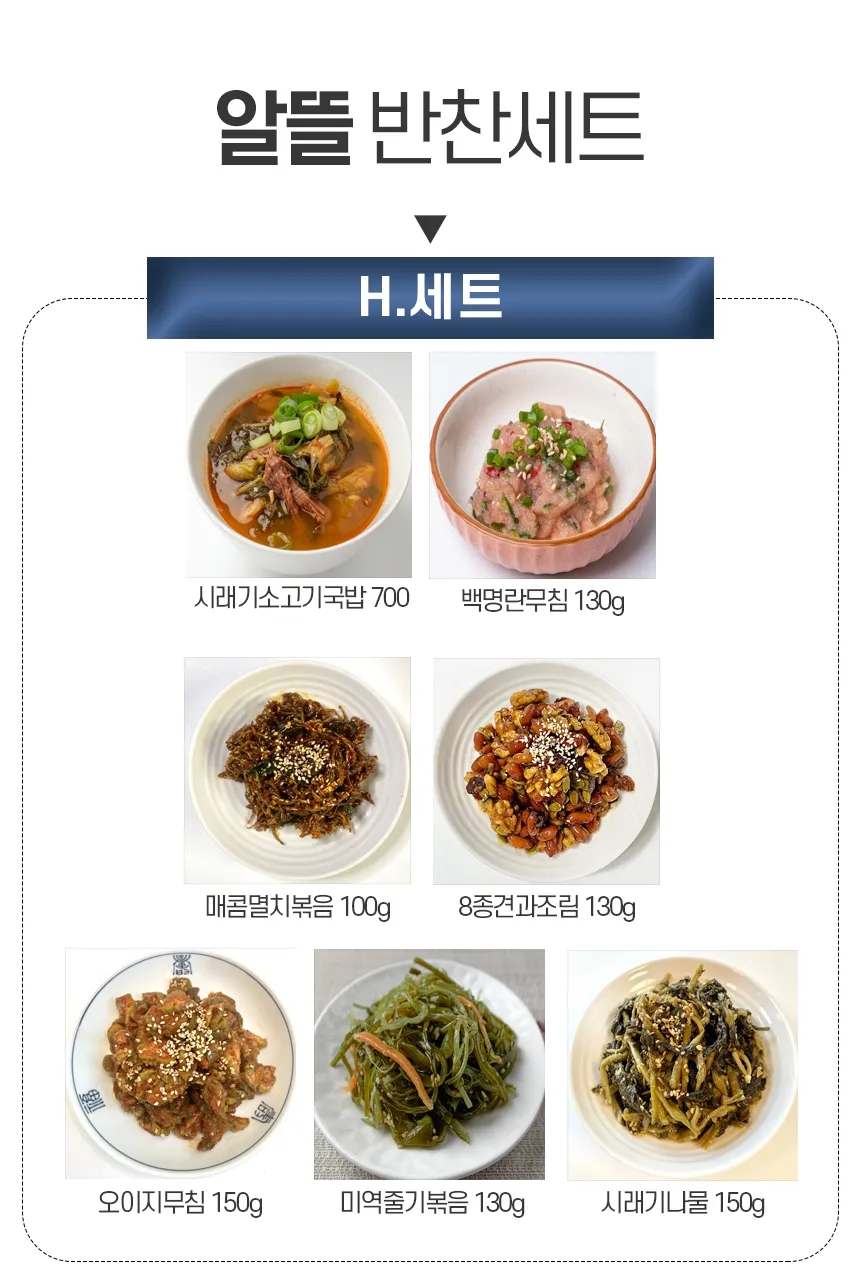 알뜰 반찬세트
H.세트
시래기소고기국밥 700
백명란무침 130g
매콤멸치볶음 100g
8종견과조림 130g
오이지무침 150g
미역줄기볶음 130g
시래기나물 150g